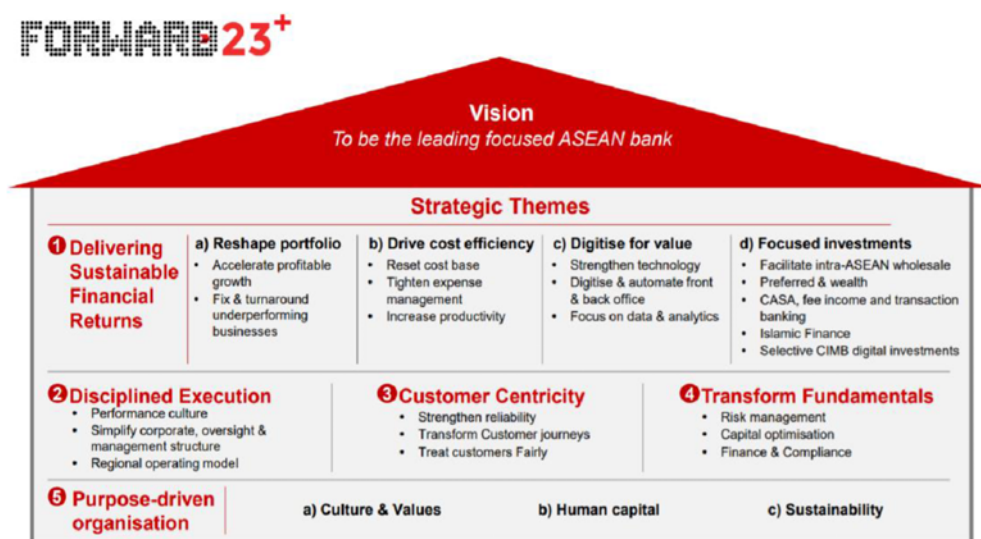 FORWARD23+
Vision
To be the leading focused ASEAN bank
Strategic Themes
1 Delivering
Sustainable
Financial
Returns
a) Reshape portfolio
• Accelerate profitable
growth
• Fix & turnaround
underperforming
businesses
b) Drive cost efficiency
• Reset cost base
• Tighten expense
management
• Increase productivity
c) Digitise for value
• Strengthen technology
• Digitise & automate front
& back office
• Focus on data & analytics
d) Focused investments
• Facilitate intra-ASEAN wholesale
• Preferred & wealth
• CASA, fee income and transaction
banking
• Islamic Finance
• Selective CIMB digital investments
2 Disciplined Execution
• Performance culture
• Simplify corporate, oversight &
management structure
• Regional operating model
3 Customer Centricity
• Strengthen reliability
• Transform Customer journeys
• Treat customers Fairly
4 Transform Fundamentals
• Risk management
• Capital optimisation
• Finance & Compliance
5 Purpose-driven
organisation
a) Culture & Values
b) Human capital
c) Sustainability